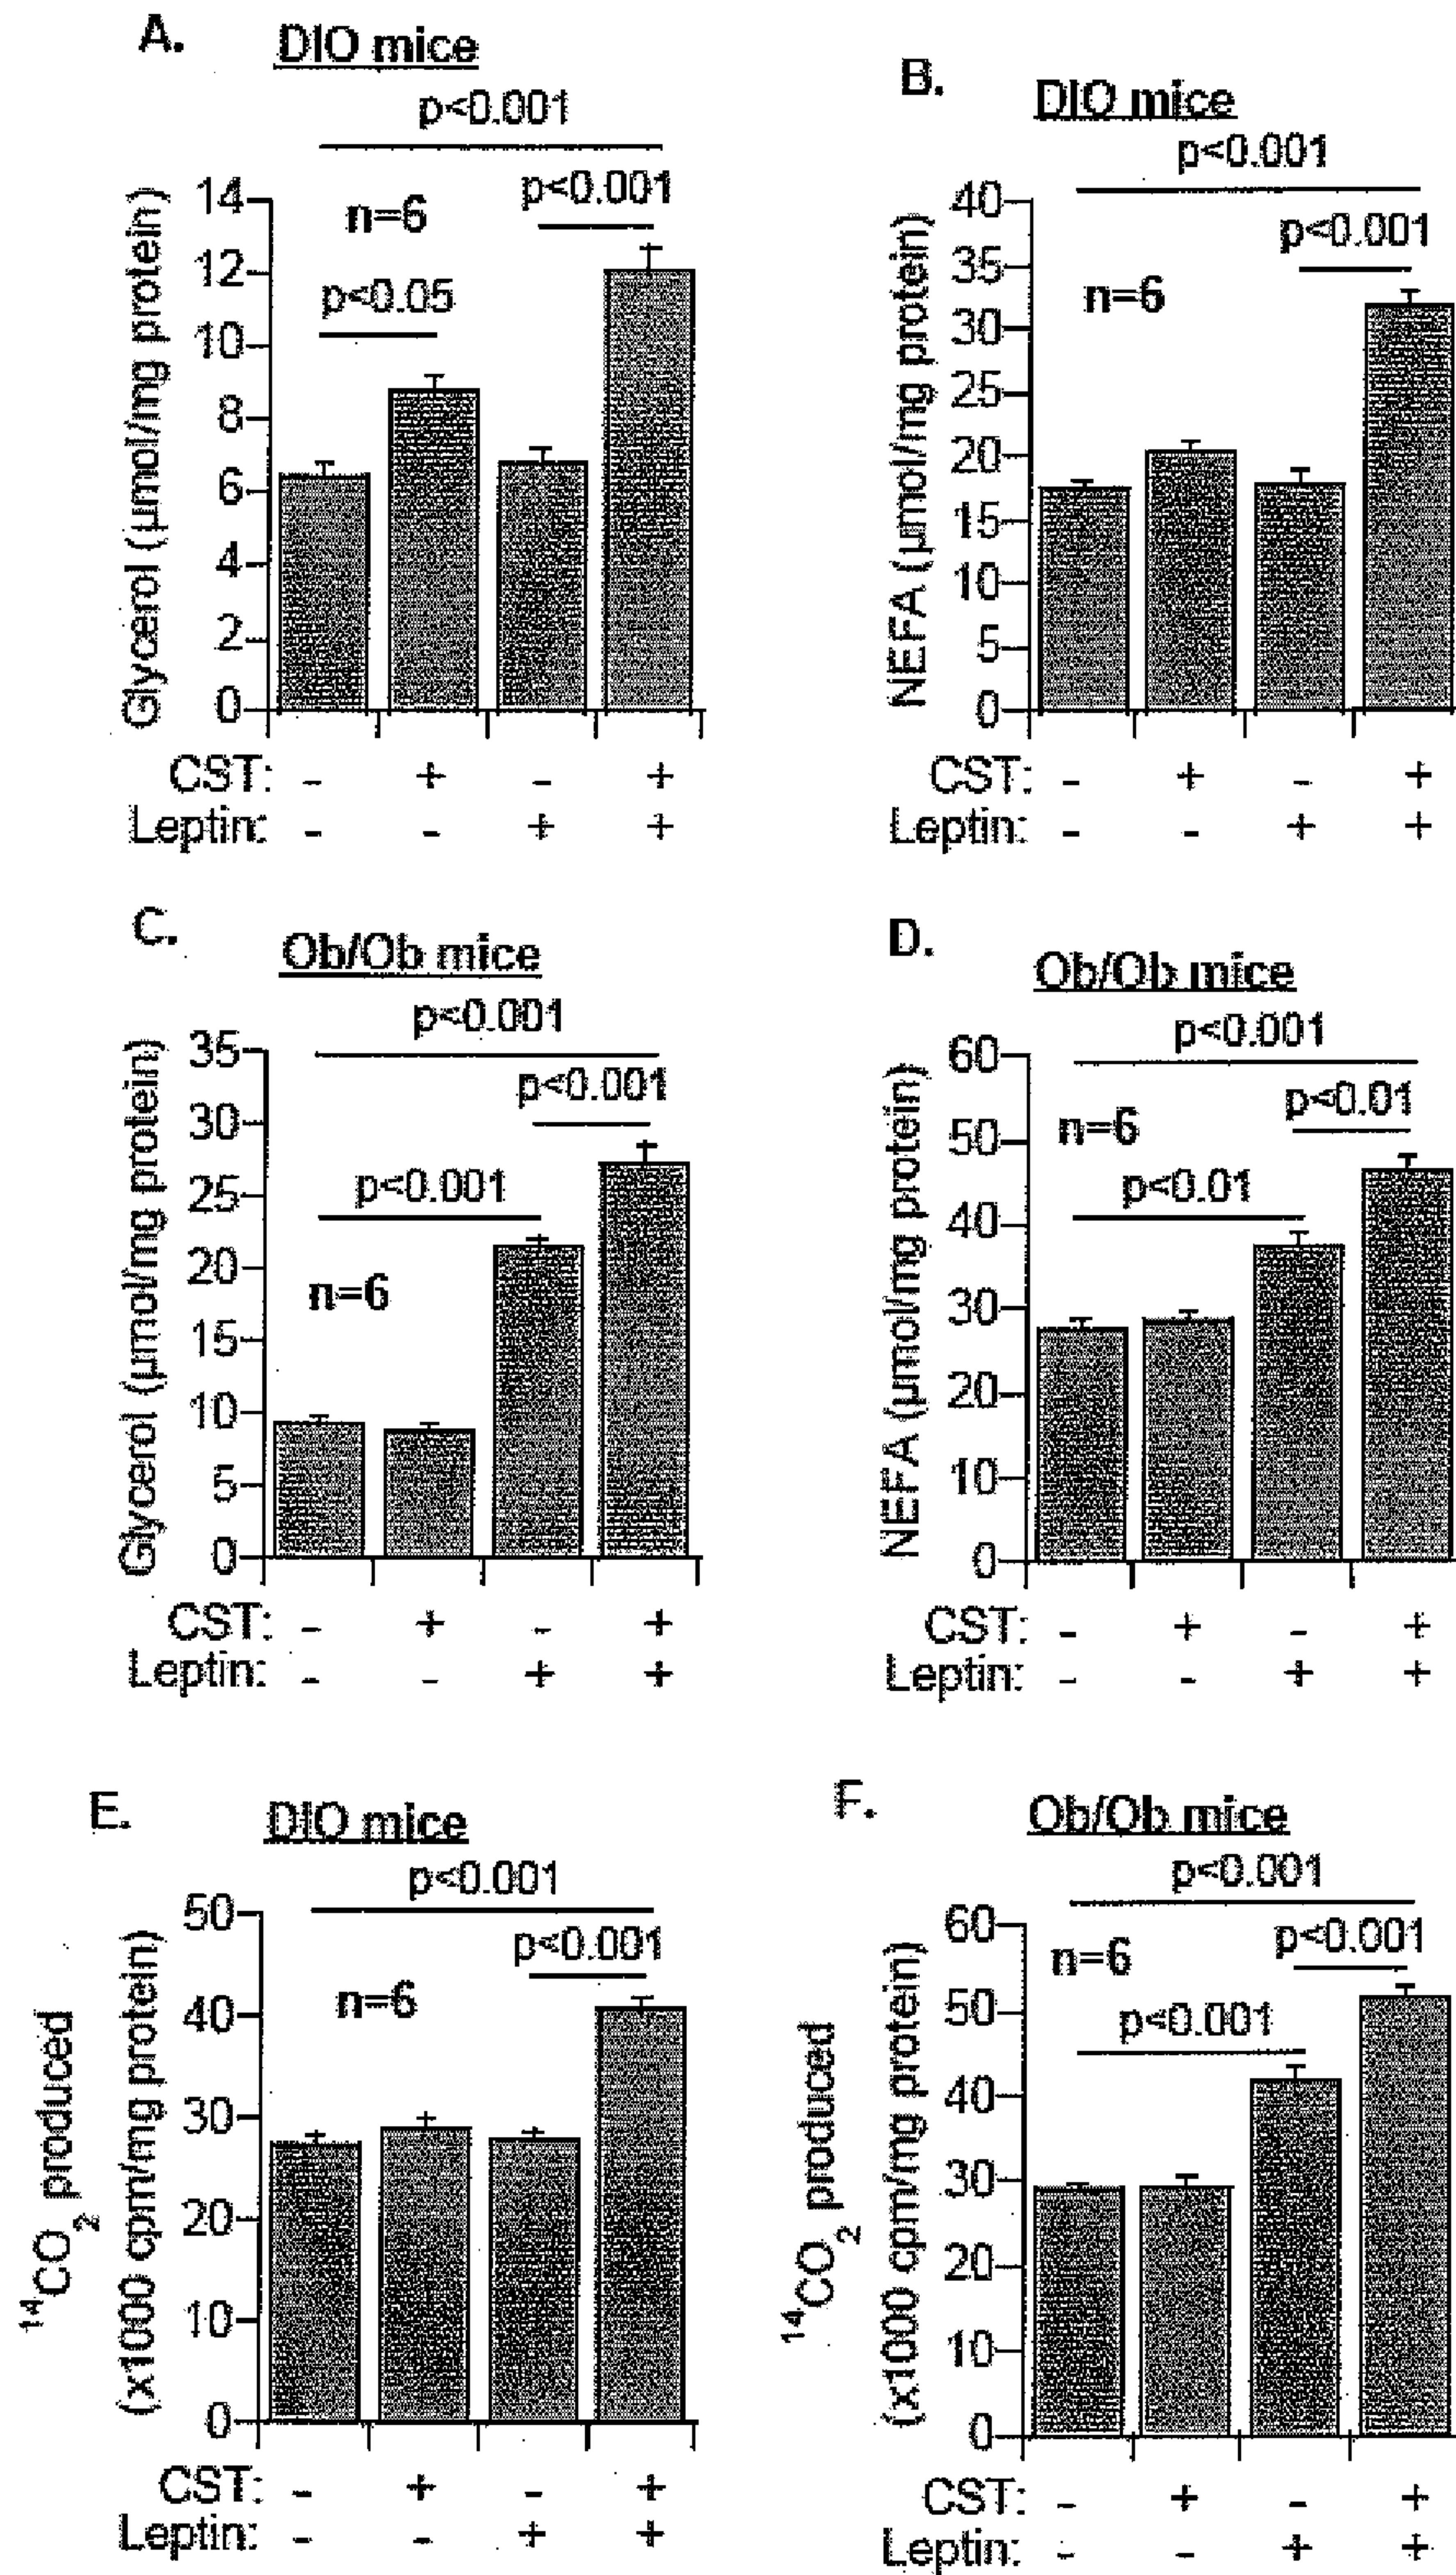 A.
DIO mice
p<0.001
p<0.001
n=6
p<0.05
Glycerol (µmol/mg protein)
14
12
10
8
6
4
2
0
CST: - + - +
Leptin: - - + +
B.
DIO mice
p<0.001
p<0.001
n=6
NEFA (µmol/mg protein)
40
35
30
25
20
15
10
5
0
CST: - + - +
Leptin: - - + +
C.
Ob/Ob mice
p<0.001
p<0.001
p<0.001
n=6
Glycerol (µmol/mg protein)
35
30
25
20
15
10
5
0
CST: - + - +
Leptin: - - + +
D.
Ob/Ob mice
p<0.001
p<0.01
n=6
p<0.01
NEFA (µmol/mg protein)
60
50
40
30
20
10
0
CST: - + - +
Leptin: - - + +
E.
DIO mice
p<0.001
p<0.001
n=6
¹⁴CO₂ produced
(x1000 cpm/mg protein)
50
40
30
20
10
0
CST: - + - +
Leptin: - - + +
F.
Ob/Ob mice
p<0.001
p<0.001
n=6
p<0.001
¹⁴CO₂ produced
(x1000 cpm/mg protein)
60
50
40
30
20
10
0
CST: - + - +
Leptin: - - + +